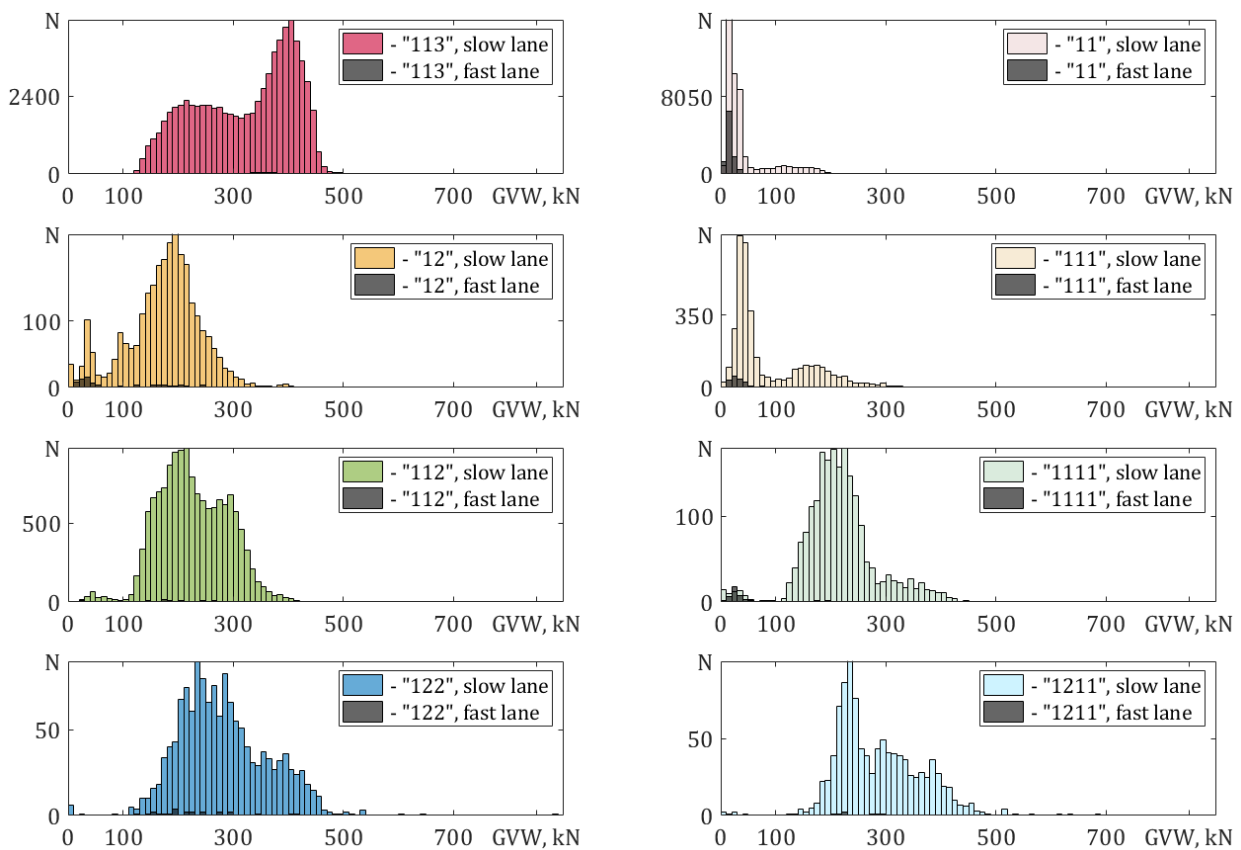 N
2400
0
0 100 300 500 700 GVW, kN
- "113", slow lane
- "113", fast lane
N
8050
0
0 100 300 500 700 GVW, kN
- "11", slow lane
- "11", fast lane
N
100
0
0 100 300 500 700 GVW, kN
- "12", slow lane
- "12", fast lane
N
350
0
0 100 300 500 700 GVW, kN
- "111", slow lane
- "111", fast lane
N
500
0
0 100 300 500 700 GVW, kN
- "112", slow lane
- "112", fast lane
N
100
0
0 100 300 500 700 GVW, kN
- "1111", slow lane
- "1111", fast lane
N
50
0
0 100 300 500 700 GVW, kN
- "122", slow lane
- "122", fast lane
N
50
0
0 100 300 500 700 GVW, kN
- "1211", slow lane
- "1211", fast lane